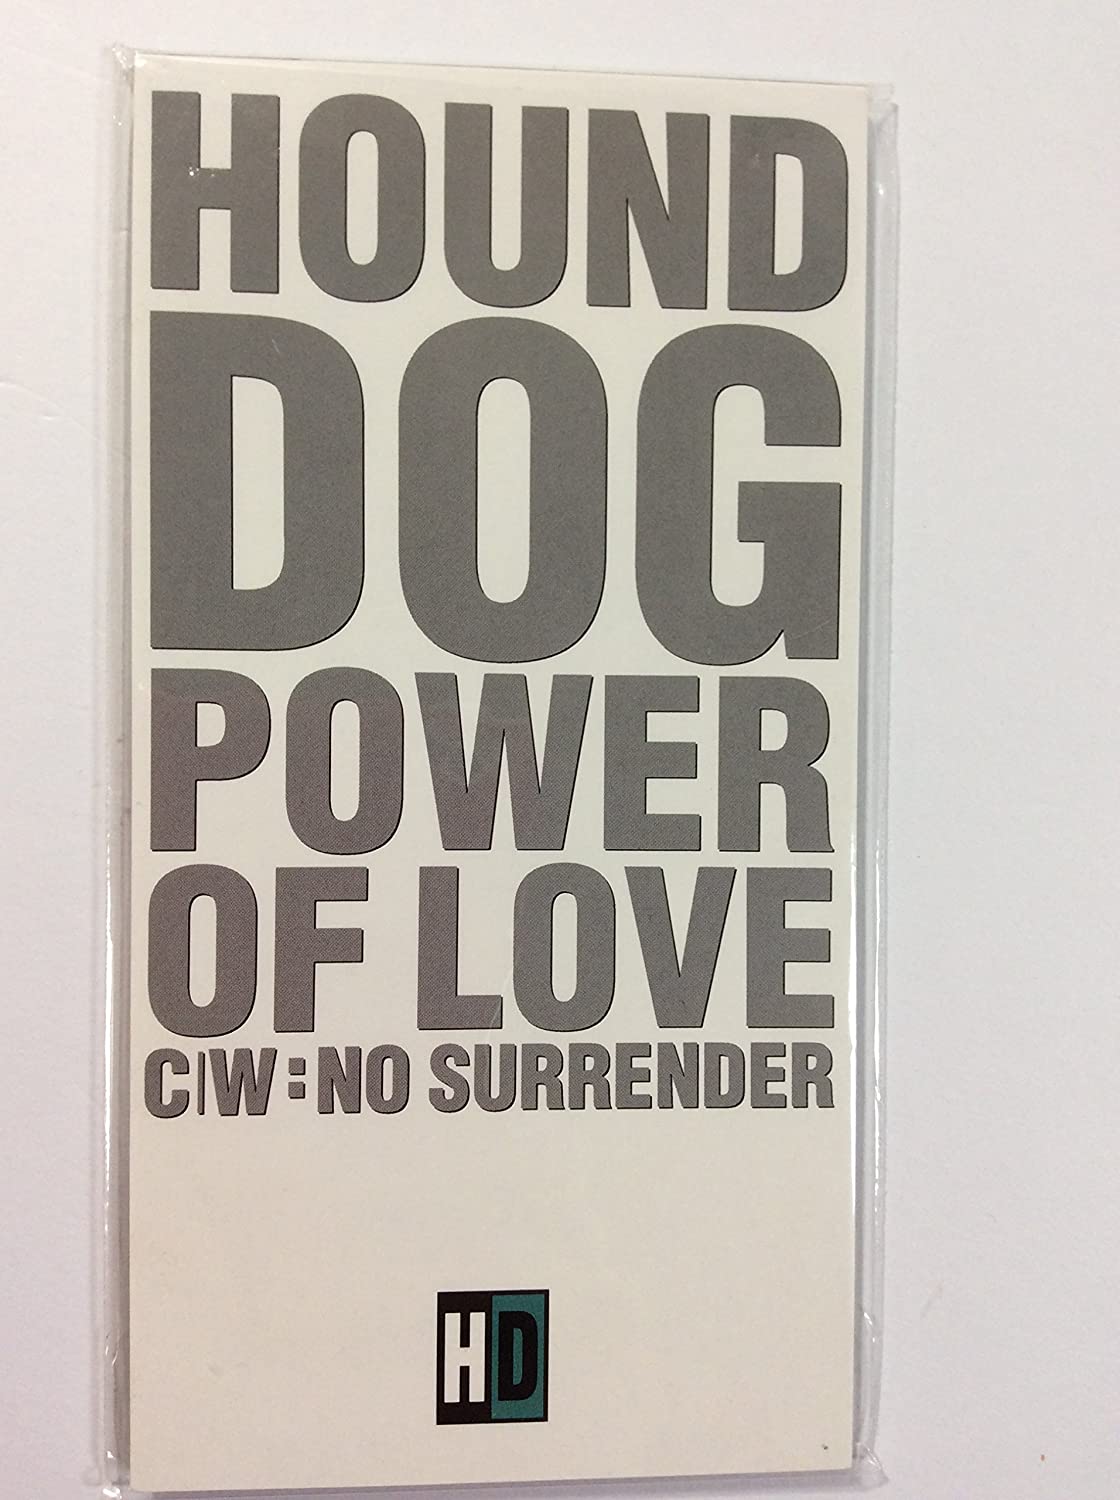 HOUND
DOG
POWER
OF LOVE
C/W:NO SURRENDER
HD